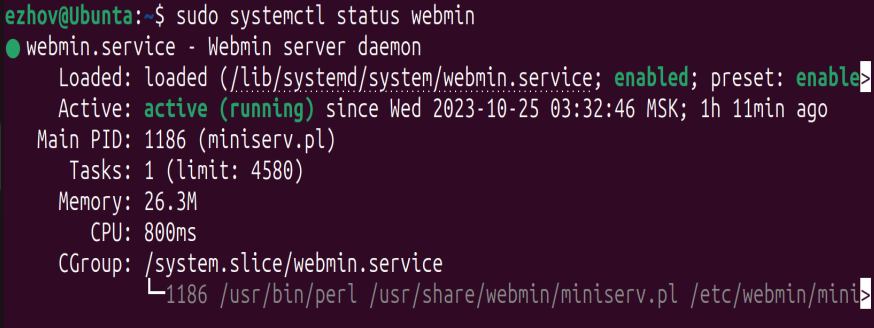 ezhov@Ubunta:~$ sudo systemctl status webmin
● webmin.service - Webmin server daemon
     Loaded: loaded (/lib/systemd/system/webmin.service; enabled; preset: enable>
     Active: active (running) since Wed 2023-10-25 03:32:46 MSK; 1h 11min ago
   Main PID: 1186 (miniserv.pl)
      Tasks: 1 (limit: 4580)
     Memory: 26.3M
        CPU: 800ms
     CGroup: /system.slice/webmin.service
             └─1186 /usr/bin/perl /usr/share/webmin/miniserv.pl /etc/webmin/mini>